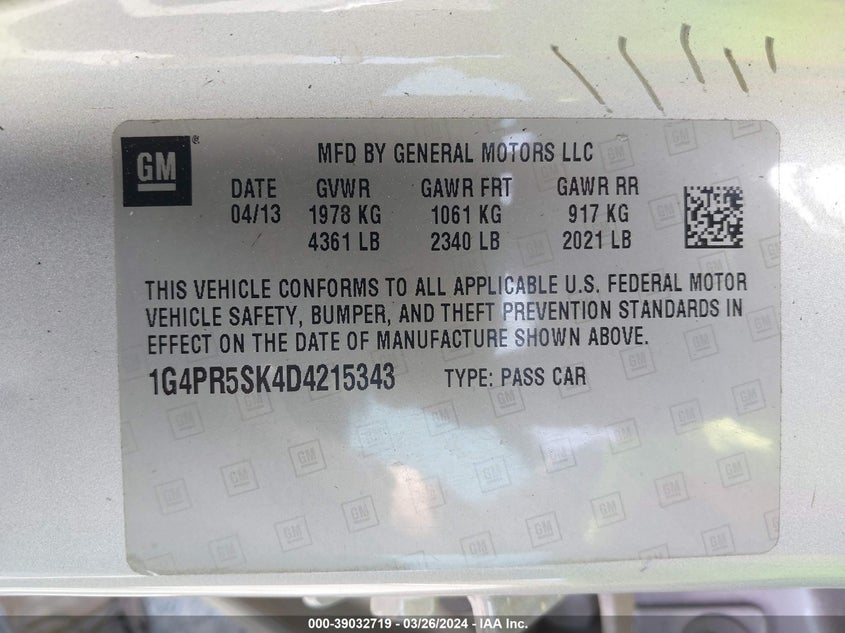 GM®
MFD BY GENERAL MOTORS LLC
DATE GVWR GAWR FRT GAWR RR
04/13 1978 KG 1061 KG 917 KG
4361 LB 2340 LB 2021 LB
THIS VEHICLE CONFORMS TO ALL APPLICABLE U.S. FEDERAL MOTOR
VEHICLE SAFETY, BUMPER, AND THEFT PREVENTION STANDARDS IN
EFFECT ON THE DATE OF MANUFACTURE SHOWN ABOVE.
1G4PR5SK4D4215343 TYPE: PASS CAR
000-39032719 - 03/26/2024 - IAA Inc.